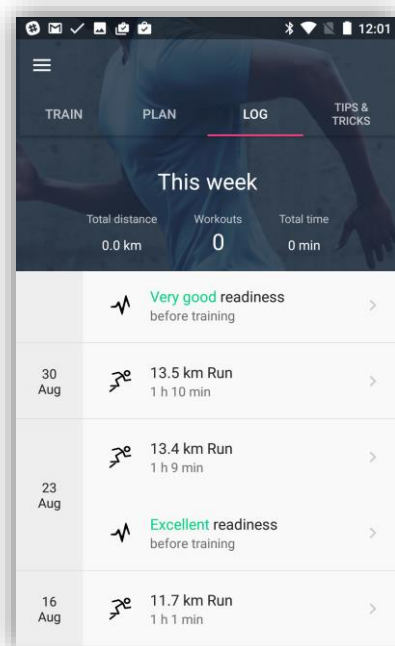 12:01
TRAIN
PLAN
LOG
TIPS &
TRICKS
This week
Total distance
Workouts
Total time
0.0 km
0
0 min
Very good readiness
before training
30
Aug
13.5 km Run
1 h 10 min
23
Aug
13.4 km Run
1 h 9 min
Excellent readiness
before training
16
Aug
11.7 km Run
1 h 1 min